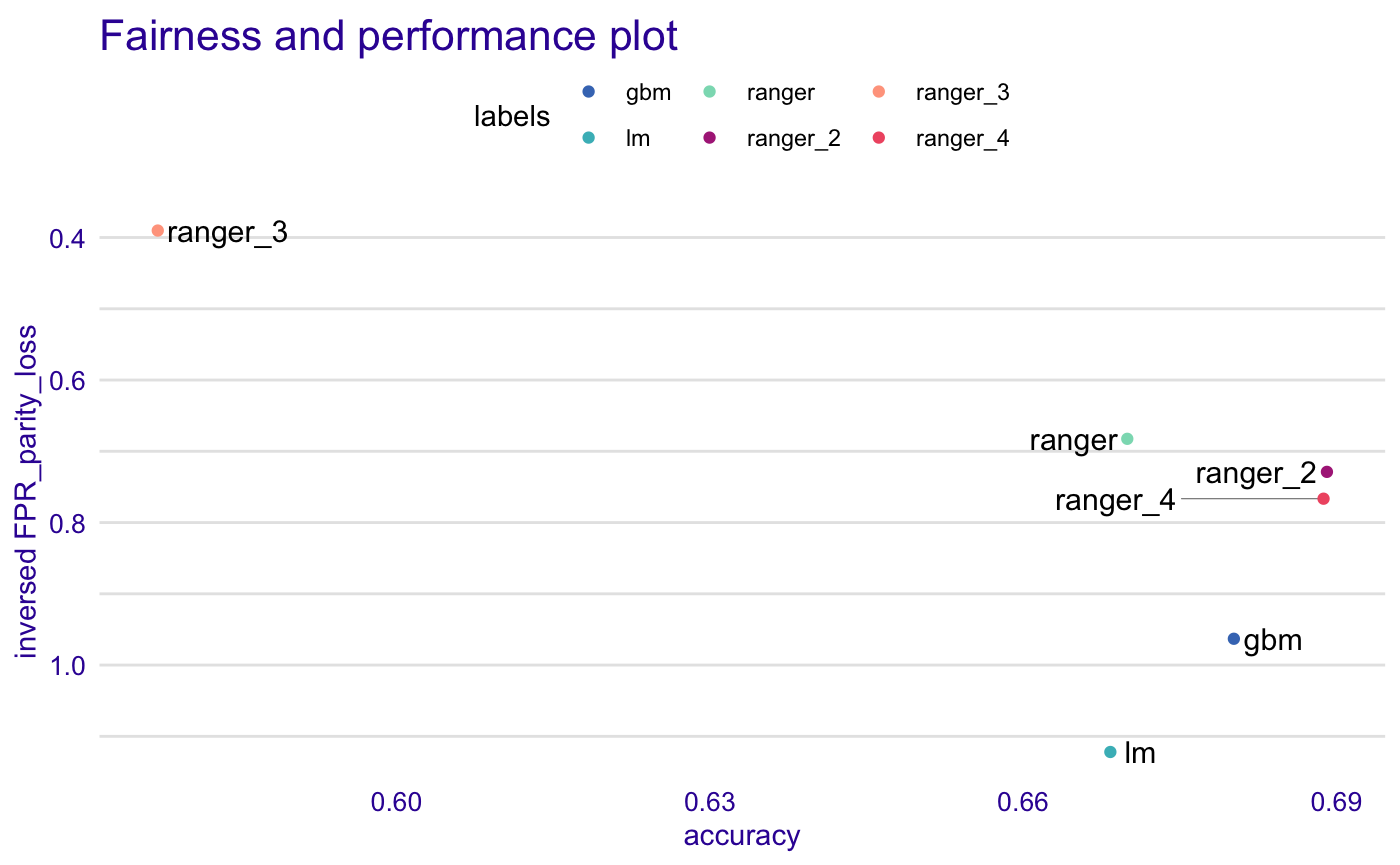 Fairness and performance plot
labels
gbm ranger ranger_3
lm ranger_2 ranger_4
inversed FPR_parity_loss
0.4
0.6
0.8
1.0
ranger_3
ranger
ranger_2
ranger_4
gbm
lm
0.60 0.63 0.66 0.69
accuracy